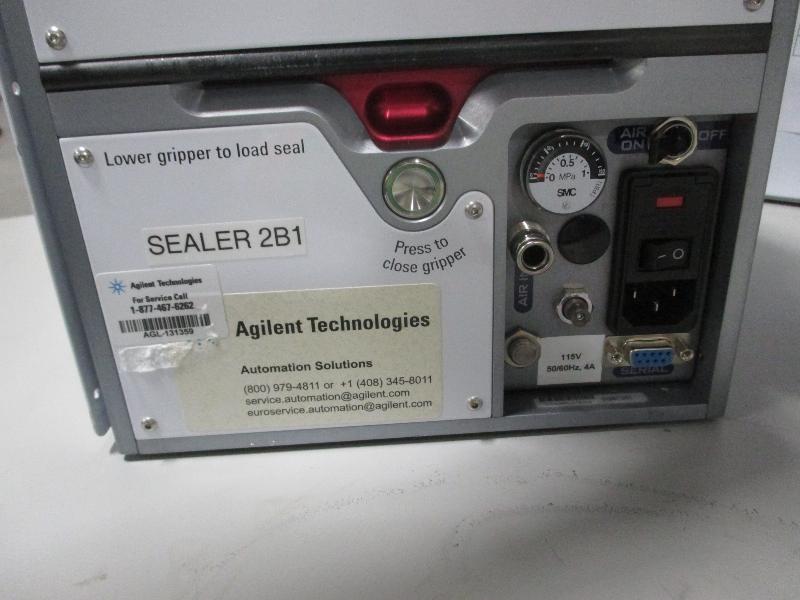 Lower gripper to load seal
Press to
close gripper
SEALER 2B1
Agilent Technologies
For Service Call
1-877-467-6262
AGL-131359
Agilent Technologies
Automation Solutions
(800) 979-4811 or +1 (408) 345-8011
service.automation@agilent.com
euroservice.automation@agilent.com
AIR
ON
OFF
0.5
0 MPa 1
SMC
AIR IN
- O
115V
50/60Hz, 4A
SERIAL